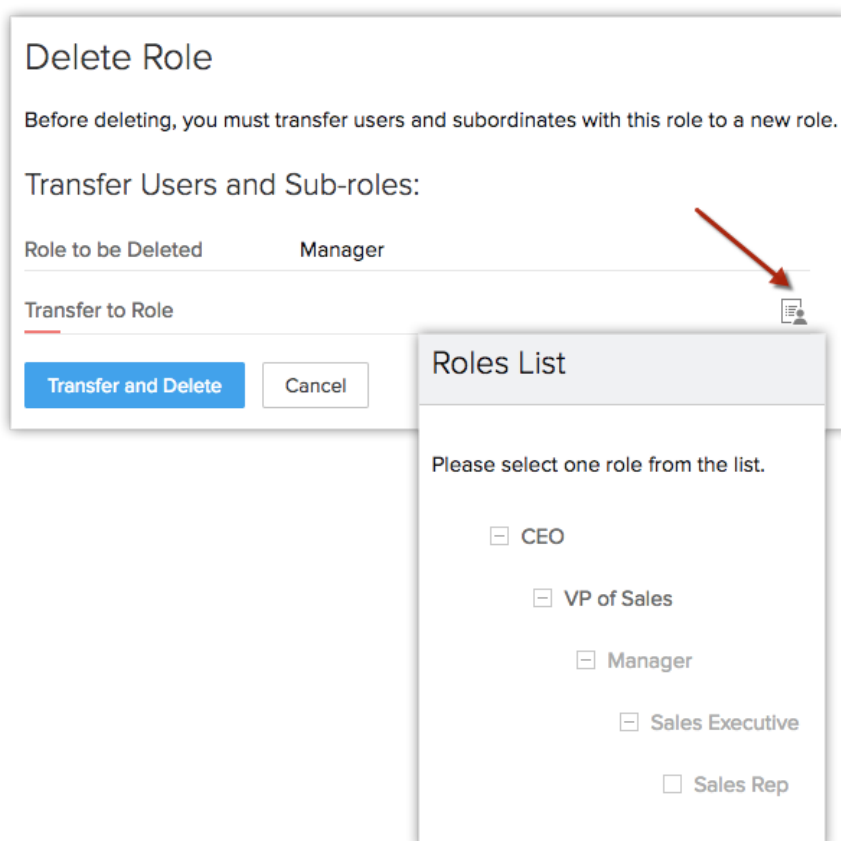 Delete Role
Before deleting, you must transfer users and subordinates with this role to a new role.
Transfer Users and Sub-roles:
Role to be Deleted Manager
Transfer to Role
Transfer and Delete Cancel
Roles List
Please select one role from the list.
CEO
VP of Sales
Manager
Sales Executive
Sales Rep